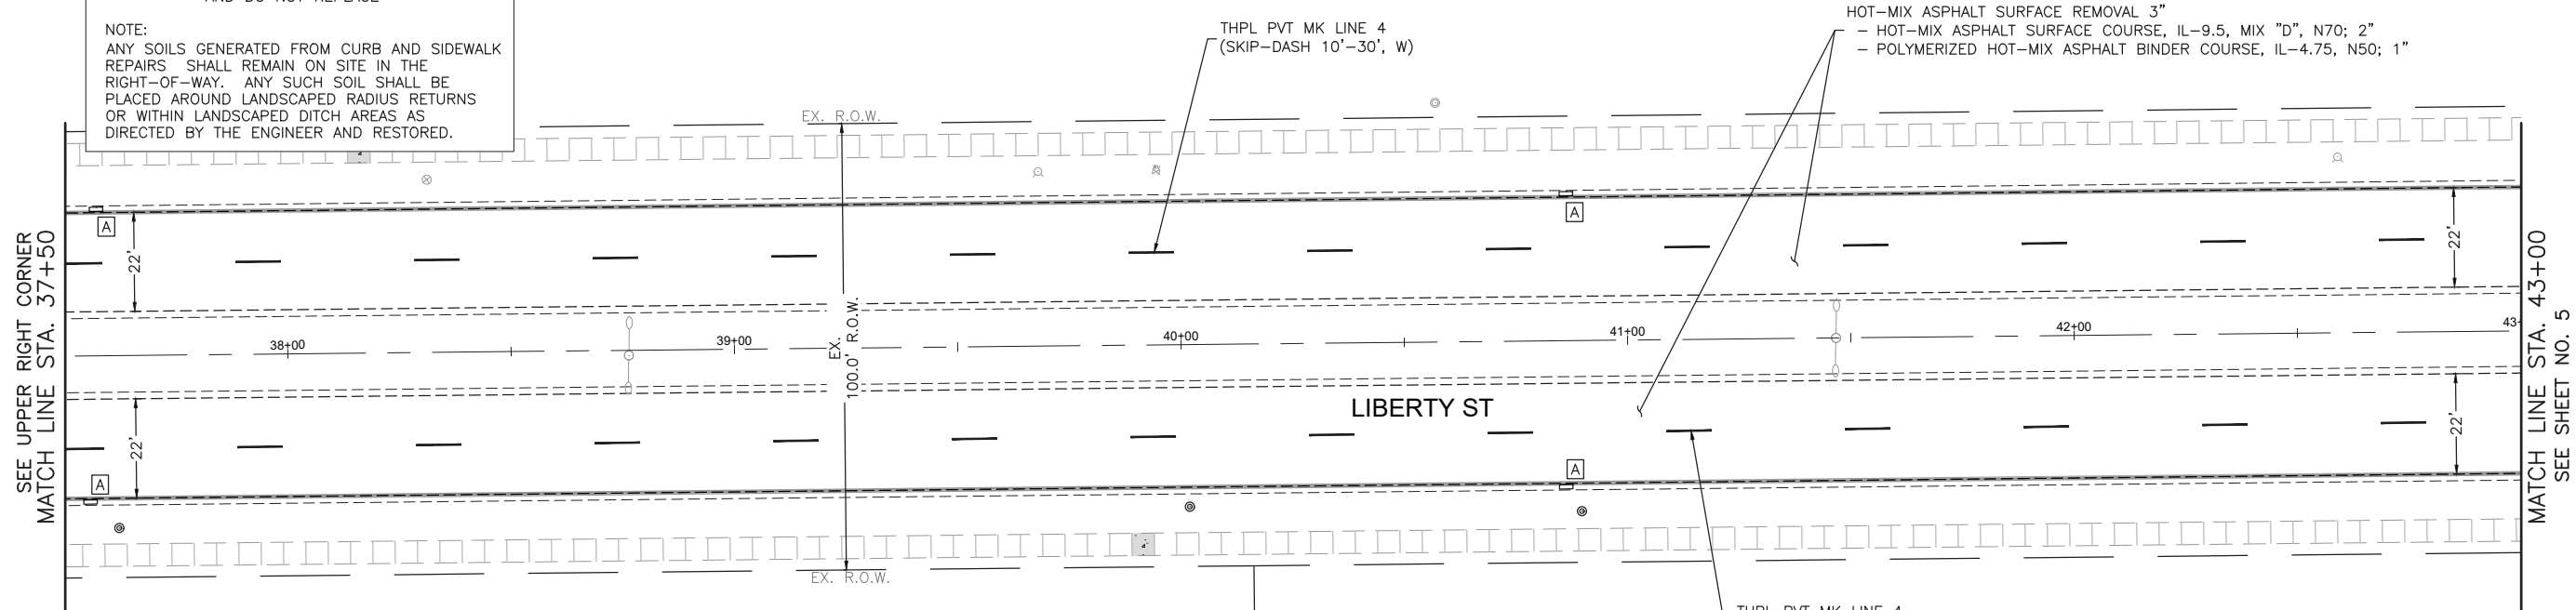 AND DO NOT REPLACE
NOTE:
ANY SOILS GENERATED FROM CURB AND SIDEWALK
REPAIRS SHALL REMAIN ON SITE IN THE
RIGHT-OF-WAY. ANY SUCH SOIL SHALL BE
PLACED AROUND LANDSCAPED RADIUS RETURNS
OR WITHIN LANDSCAPED DITCH AREAS AS
DIRECTED BY THE ENGINEER AND RESTORED.
THPL PVT MK LINE 4
(SKIP-DASH 10'-30', W)
HOT-MIX ASPHALT SURFACE REMOVAL 3"
- HOT-MIX ASPHALT SURFACE COURSE, IL-9.5, MIX "D", N70; 2"
- POLYMERIZED HOT-MIX ASPHALT BINDER COURSE, IL-4.75, N50; 1"
EX. R.O.W.
A
A
22'
22'
SEE UPPER RIGHT CORNER
MATCH LINE STA. 37+50
38+00
39+00
EX.
100.0' R.O.W.
40+00
41+00
42+00
43+
MATCH LINE STA. 43+00
SEE SHEET NO. 5
LIBERTY ST
22'
22'
A
A
EX. R.O.W.
THPL PVT MK LINE 4